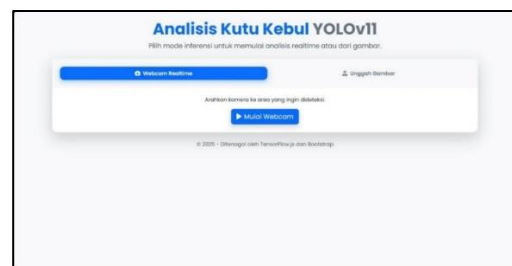 Analisis Kutu Kebul YOLOv11
Pilih mode inferensi untuk memulai analisis realtime atau dari gambar.
Webcam Realtime
Unggah Gambar
Arahkan kamera ke area yang ingin dideteksi.
Mulai Webcam
© 2025 - Ditenagai oleh TensorFlow.js dan Bootstrap